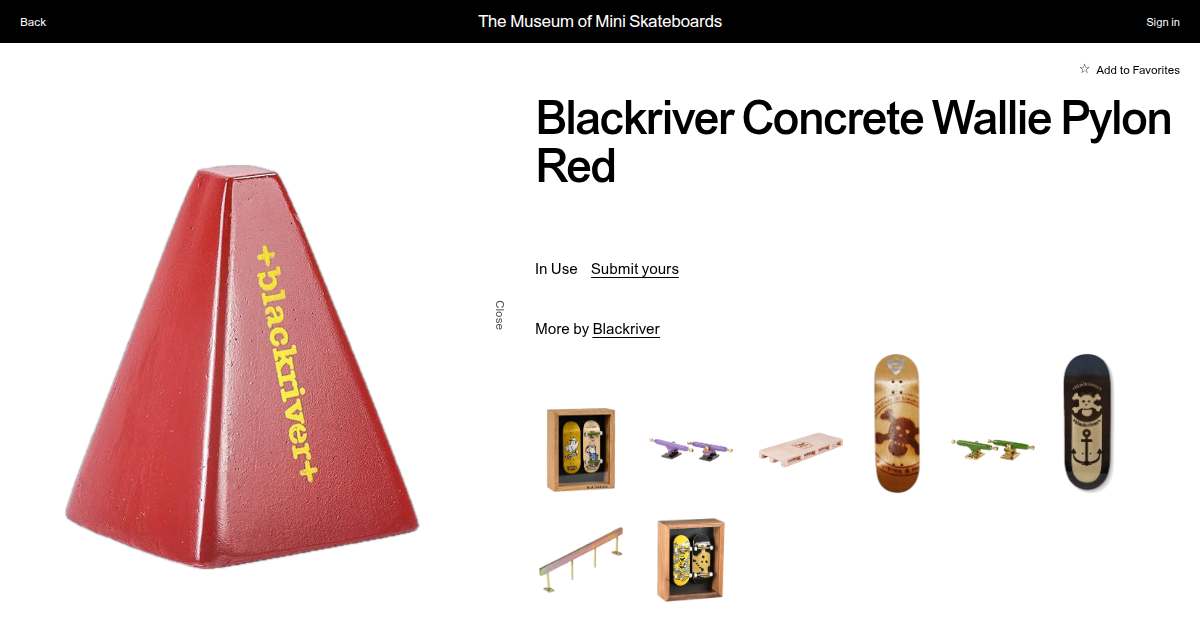 Back
The Museum of Mini Skateboards
Sign in
☆ Add to Favorites
Blackriver Concrete Wallie Pylon
Red
+blackriver+
In Use Submit yours
Close
More by Blackriver